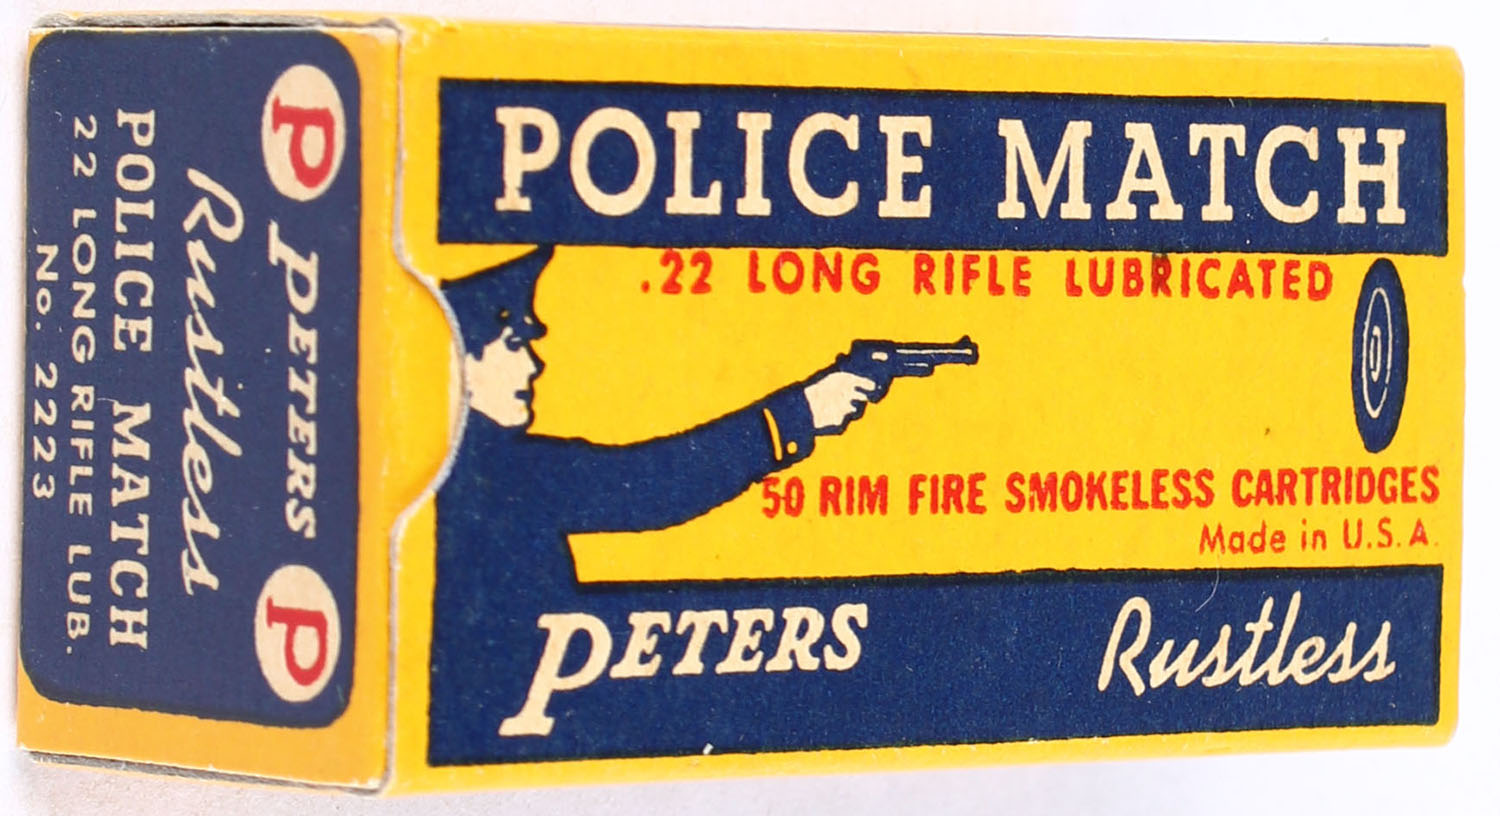 POLICE MATCH
.22 LONG RIFLE LUBRICATED
50 RIM FIRE SMOKELESS CARTRIDGES
Made in U.S.A.
PETERS Rustless
P PETERS P
Rustless
POLICE MATCH
22 LONG RIFLE LUB.
No. 2223